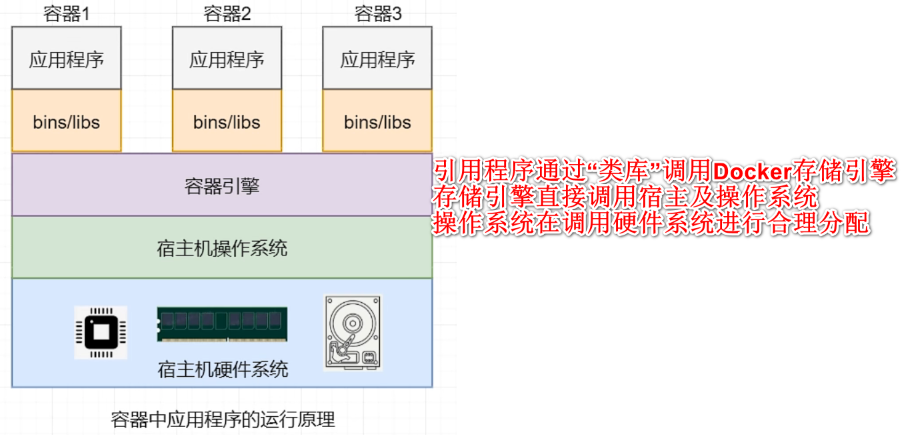 容器1 容器2 容器3
应用程序 应用程序 应用程序
bins/libs bins/libs bins/libs
容器引擎
引用程序通过“类库”调用Docker存储引擎
存储引擎直接调用宿主及操作系统
操作系统在调用硬件系统进行合理分配
宿主机操作系统
宿主机硬件系统
容器中应用程序的运行原理